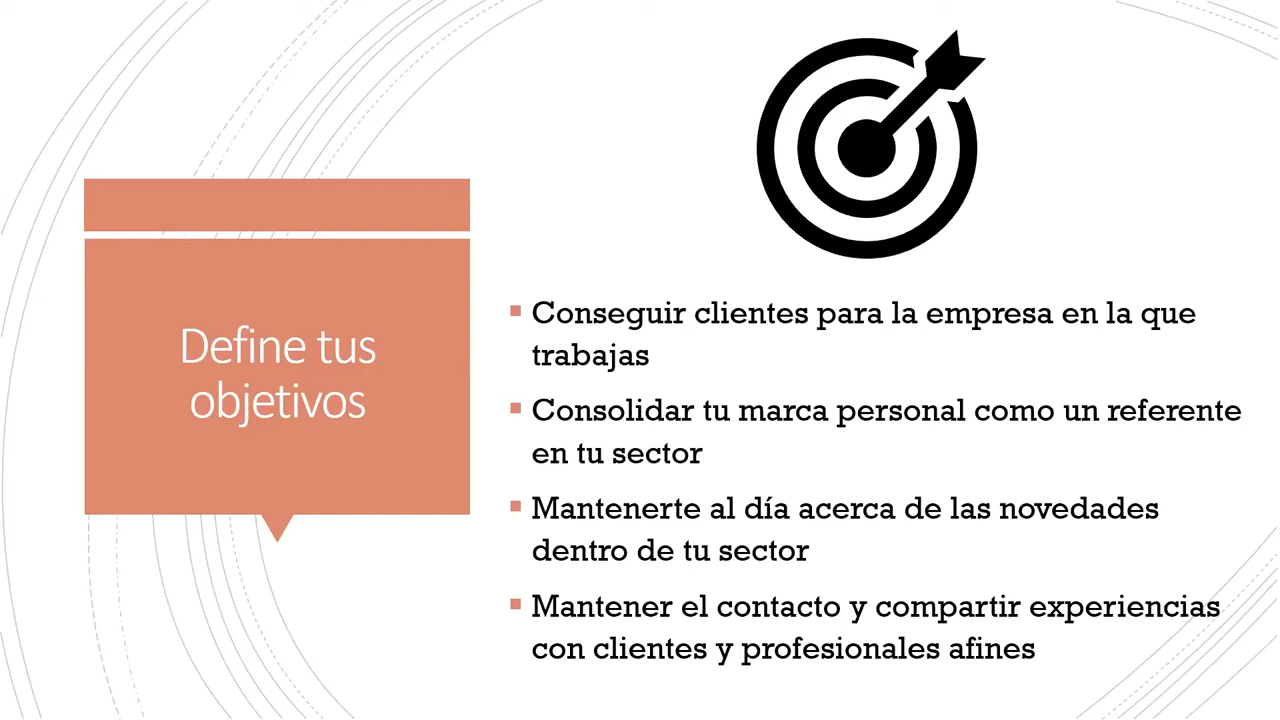 Define tus
objetivos
Conseguir clientes para la empresa en la que
trabajas
Consolidar tu marca personal como un referente
en tu sector
Mantenerte al día acerca de las novedades
dentro de tu sector
Mantener el contacto y compartir experiencias
con clientes y profesionales afines